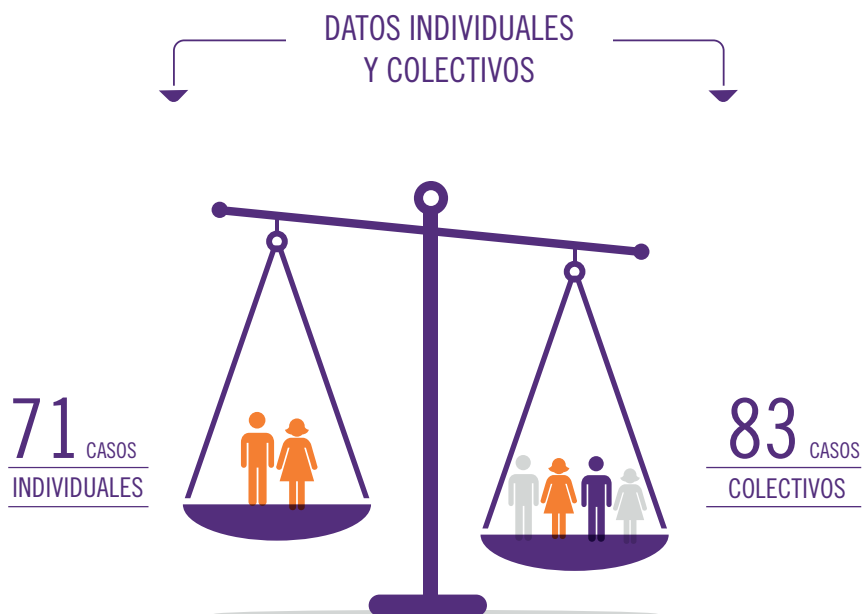 DATOS INDIVIDUALES
Y COLECTIVOS
71 CASOS
INDIVIDUALES
83 CASOS
COLECTIVOS